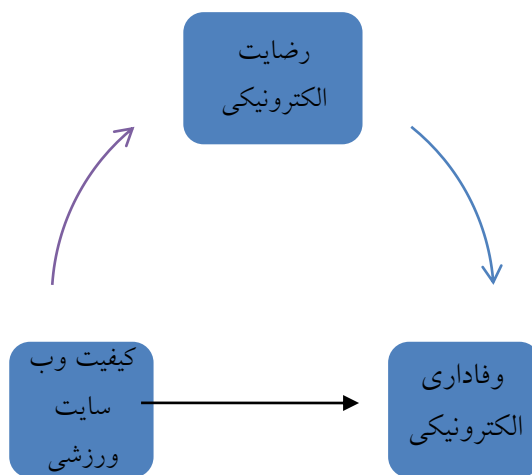 رضایت
الکترونیکی
وفاداری
الکترونیکی
کیفیت وب
سایت
ورزشی